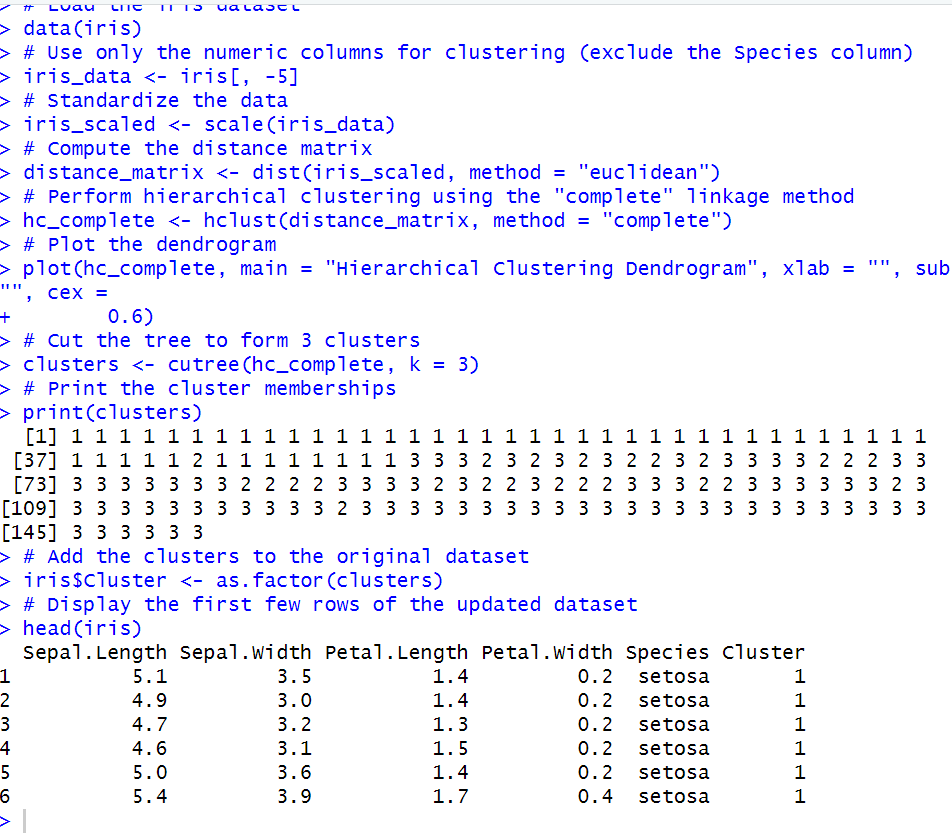 > # Load the iris dataset
> data(iris)
> # Use only the numeric columns for clustering (exclude the Species column)
> iris_data <- iris[, -5]
> # Standardize the data
> iris_scaled <- scale(iris_data)
> # Compute the distance matrix
> distance_matrix <- dist(iris_scaled, method = "euclidean")
> # Perform hierarchical clustering using the "complete" linkage method
> hc_complete <- hclust(distance_matrix, method = "complete")
> # Plot the dendrogram
> plot(hc_complete, main = "Hierarchical Clustering Dendrogram", xlab = "", sub
"", cex =
+        0.6)
> # Cut the tree to form 3 clusters
> clusters <- cutree(hc_complete, k = 3)
> # Print the cluster memberships
> print(clusters)
  [1] 1 1 1 1 1 1 1 1 1 1 1 1 1 1 1 1 1 1 1 1 1 1 1 1 1 1 1 1 1 1 1 1 1 1 1 1
 [37] 1 1 1 1 1 2 1 1 1 1 1 1 1 1 3 3 3 2 3 2 3 2 3 2 2 3 2 3 3 3 3 2 2 2 3 3
 [73] 3 3 3 3 3 3 3 2 2 2 2 3 3 3 3 2 3 2 2 3 2 2 2 3 3 2 2 3 3 3 3 3 3 2 3 3
[109] 3 3 3 3 3 3 3 3 3 3 3 2 3 3 3 3 3 3 3 3 3 3 3 3 3 3 3 3 3 3 3 3 3 3 3 3
[145] 3 3 3 3 3 3
> # Add the clusters to the original dataset
> iris$Cluster <- as.factor(clusters)
> # Display the first few rows of the updated dataset
> head(iris)
  Sepal.Length Sepal.Width Petal.Length Petal.Width Species Cluster
1          5.1         3.5          1.4         0.2  setosa       1
2          4.9         3.0          1.4         0.2  setosa       1
3          4.7         3.2          1.3         0.2  setosa       1
4          4.6         3.1          1.5         0.2  setosa       1
5          5.0         3.6          1.4         0.2  setosa       1
6          5.4         3.9          1.7         0.4  setosa       1
>